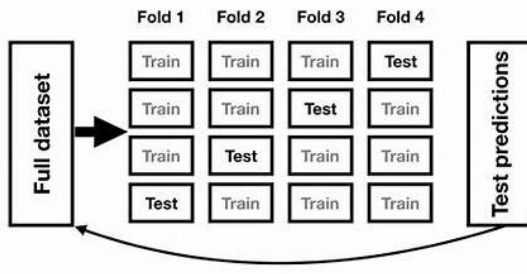 Fold 1 Fold 2 Fold 3 Fold 4
Full dataset
Train Train Train Test
Train Train Test Train
Train Test Train Train
Test Train Train Train
Test predictions